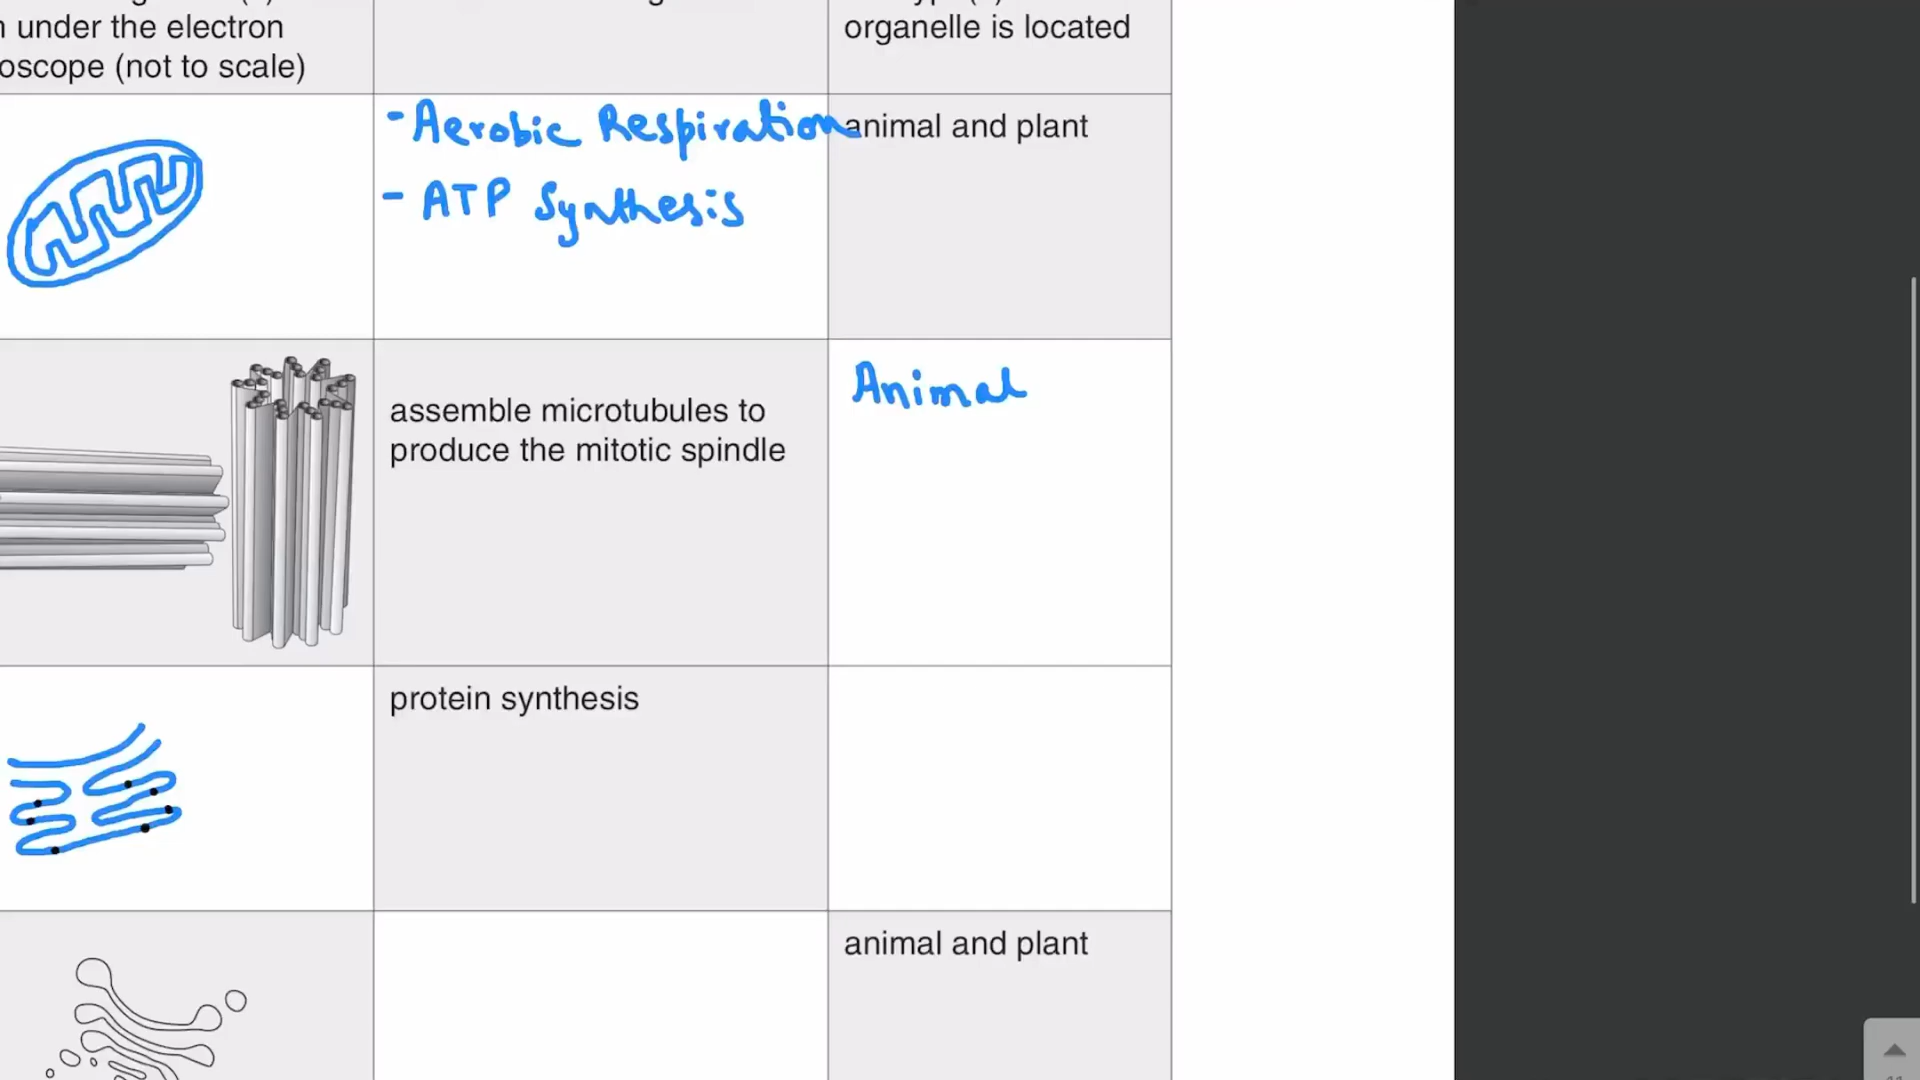 under the electron
organelle is located
oscope (not to scale)
- Aerobic Respiration
animal and plant
- ATP Synthesis
Animal
assemble microtubules to
produce the mitotic spindle
protein synthesis
animal and plant